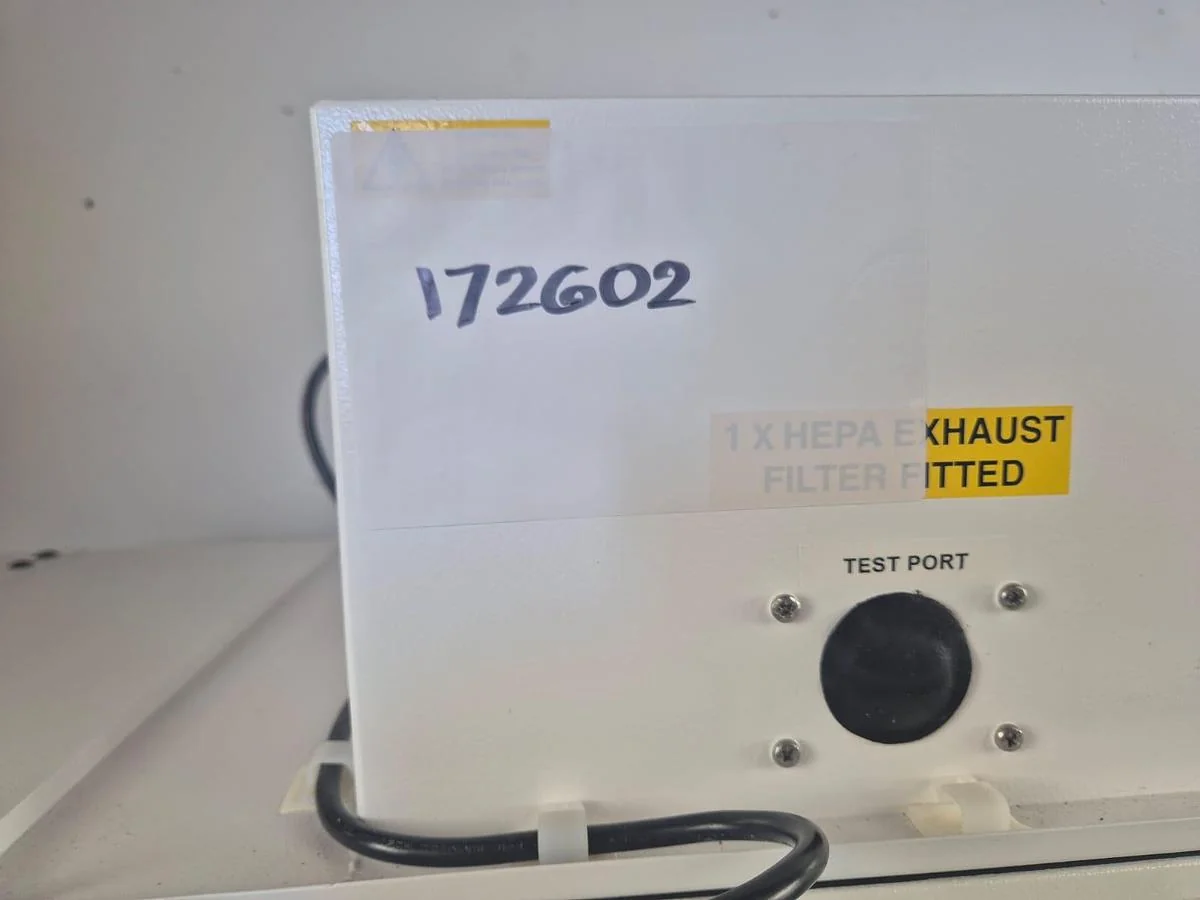 172602
1 X HEPA EXHAUST
FILTER FITTED
TEST PORT